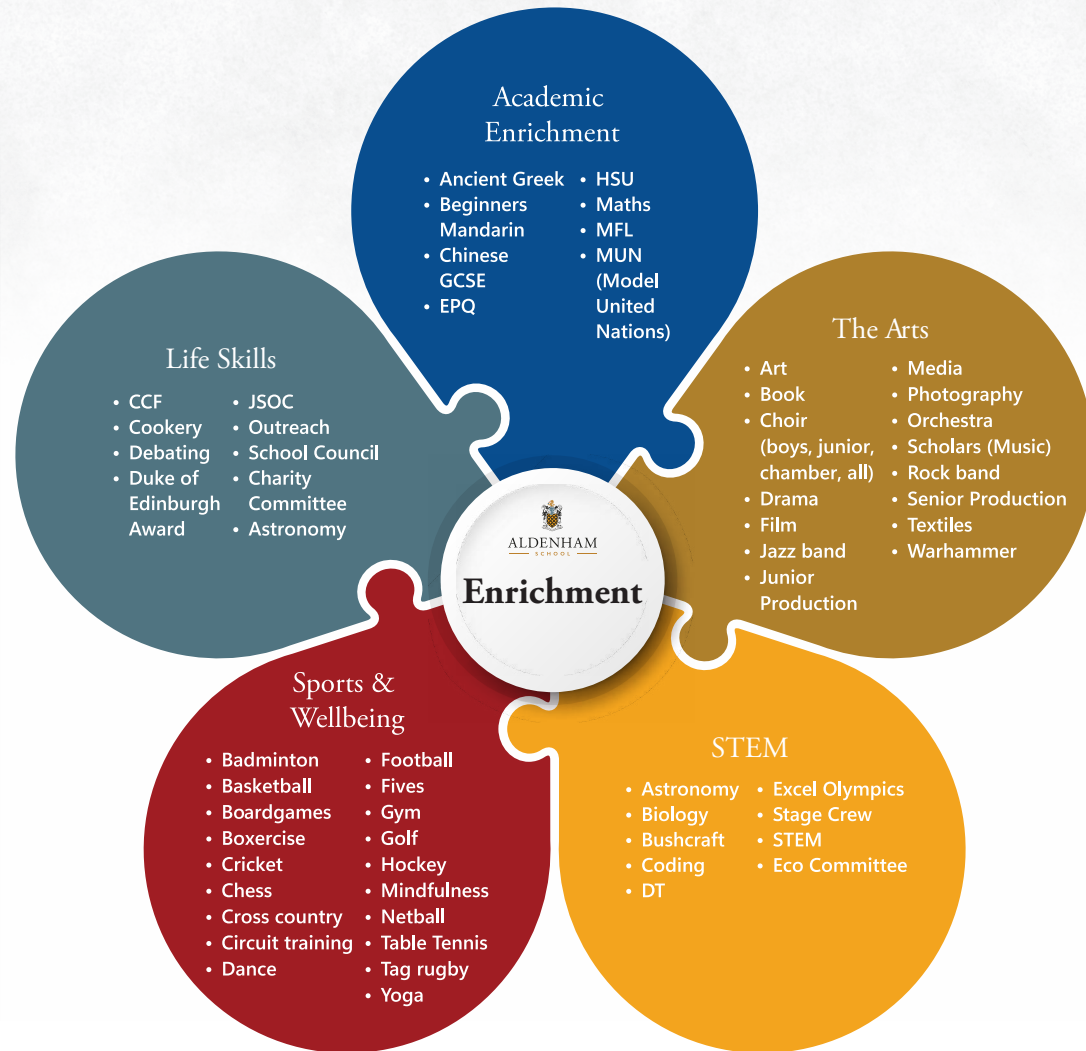 Academic
Enrichment
• Ancient Greek
• Beginners
Mandarin
• Chinese
GCSE
• EPQ
• HSU
• Maths
• MFL
• MUN
(Model
United
Nations)
The Arts
• Art
• Book
• Choir
(boys, junior,
chamber, all)
• Drama
• Film
• Jazz band
• Junior
Production
• Media
• Photography
• Orchestra
• Scholars (Music)
• Rock band
• Senior Production
• Textiles
• Warhammer
Life Skills
• CCF
• Cookery
• Debating
• Duke of
Edinburgh
Award
• JSOC
• Outreach
• School Council
• Charity
Committee
• Astronomy
ALDENHAM
SCHOOL
Enrichment
Sports &
Wellbeing
• Badminton
• Basketball
• Boardgames
• Boxercise
• Cricket
• Chess
• Cross country
• Circuit training
• Dance
• Football
• Fives
• Gym
• Golf
• Hockey
• Mindfulness
• Netball
• Table Tennis
• Tag rugby
• Yoga
STEM
• Astronomy
• Biology
• Bushcraft
• Coding
• DT
• Excel Olympics
• Stage Crew
• STEM
• Eco Committee